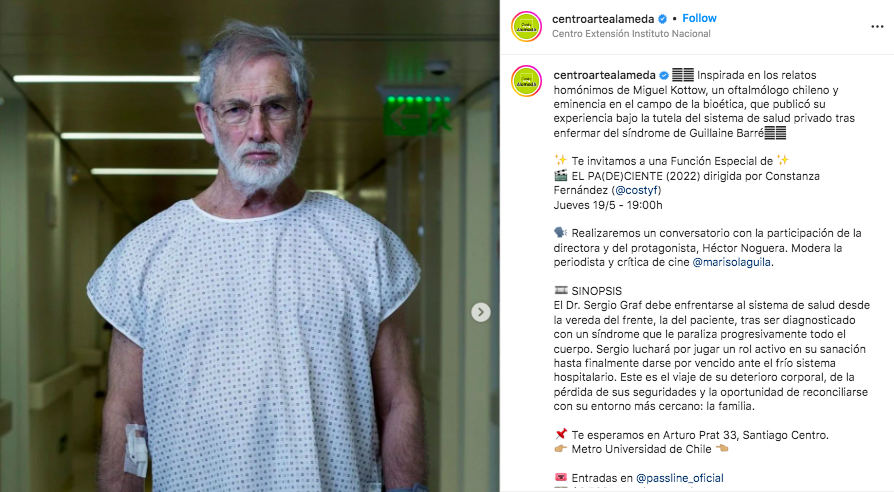 centroartealameda • Follow
Centro Extensión Instituto Nacional
centroartealameda Inspirada en los relatos
homónimos de Miguel Kottow, un oftalmólogo chileno y
eminencia en el campo de la bioética, que publicó su
experiencia bajo la tutela del sistema de salud privado tras
enfermar del síndrome de Guillaine Barré
✨ Te invitamos a una Función Especial de ✨
🎬 EL PA(DE)CIENTE (2022) dirigida por Constanza
Fernández (@costyf)
Jueves 19/5 - 19:00h
🗣 Realizaremos un conversatorio con la participación de la
directora y del protagonista, Héctor Noguera. Modera la
periodista y crítica de cine @marisolaguila.
🎞 SINOPSIS
El Dr. Sergio Graf debe enfrentarse al sistema de salud desde
la vereda del frente, la del paciente, tras ser diagnosticado
con un síndrome que le paraliza progresivamente todo el
cuerpo. Sergio luchará por jugar un rol activo en su sanación
hasta finalmente darse por vencido ante el frío sistema
hospitalario. Este es el viaje de su deterioro corporal, de la
pérdida de sus seguridades y la oportunidad de reconciliarse
con su entorno más cercano: la familia.
📌 Te esperamos en Arturo Prat 33, Santiago Centro.
👉🏼 Metro Universidad de Chile 👈🏼
🎟 Entradas en @passline_oficial